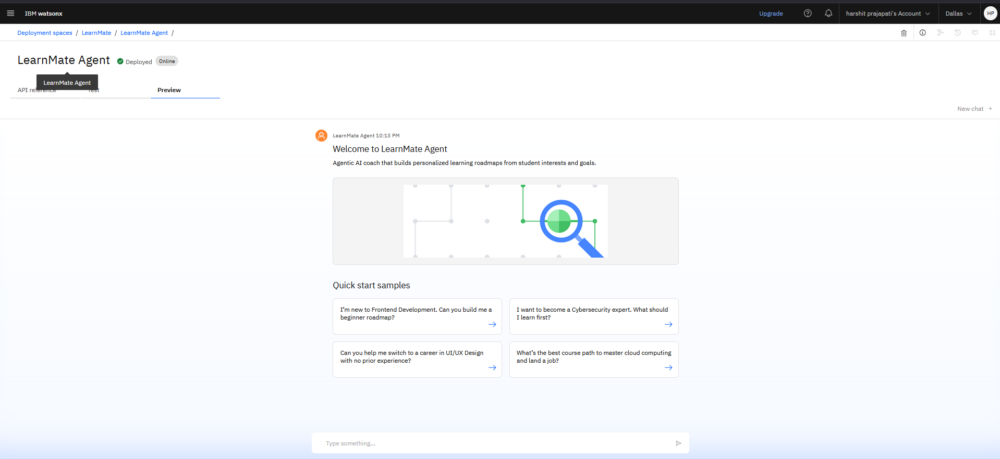 IBM watsonx
Upgrade
harshit prajapati's Account
Dallas
HP
Deployment spaces / LearnMate / LearnMate Agent /
LearnMate Agent
Deployed
Online
LearnMate Agent
API reference
Test
Preview
New chat +
LearnMate Agent 10:13 PM
Welcome to LearnMate Agent
Agentic AI coach that builds personalized learning roadmaps from student interests and goals.
Quick start samples
I'm new to Frontend Development. Can you build me a
beginner roadmap?
I want to become a Cybersecurity expert. What should
I learn first?
Can you help me switch to a career in UI/UX Design
with no prior experience?
What's the best course path to master cloud computing
and land a job?
Type something...